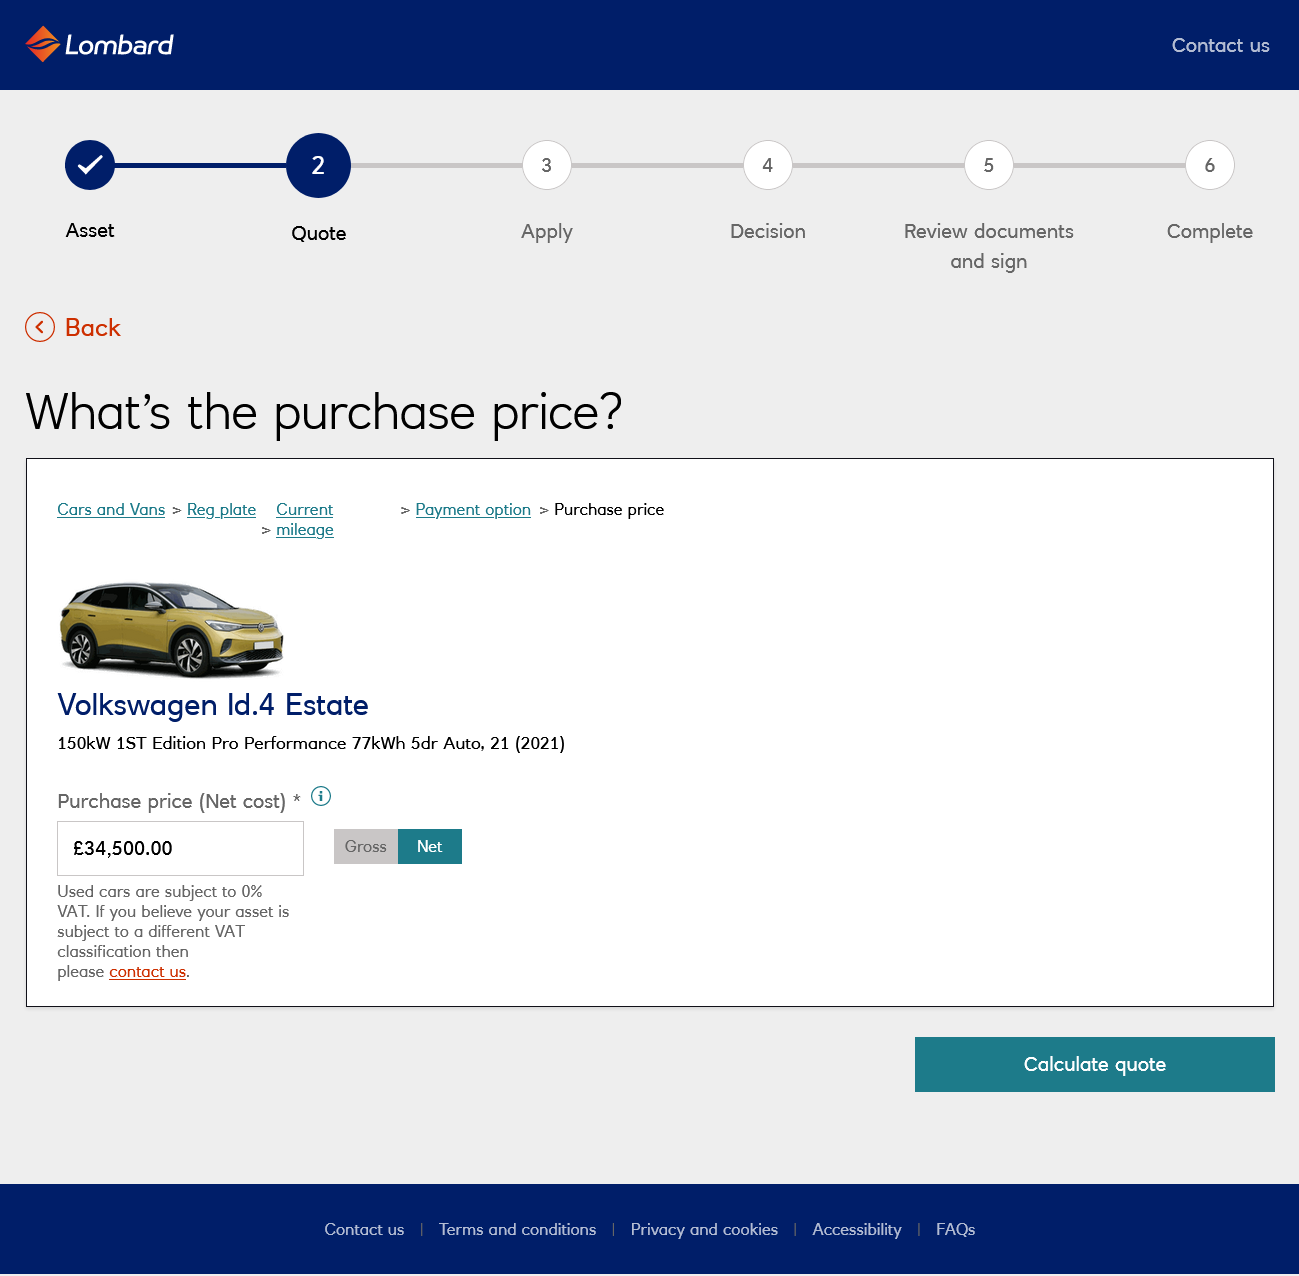 Lombard
Contact us
2
3
4
5
6
Asset
Quote
Apply
Decision
Review documents
and sign
Complete
Back
What's the purchase price?
Cars and Vans > Reg plate > Current mileage > Payment option > Purchase price
Volkswagen Id.4 Estate
150kW 1ST Edition Pro Performance 77kWh 5dr Auto, 21 (2021)
Purchase price (Net cost) *
£34,500.00
Gross
Net
Used cars are subject to 0%
VAT. If you believe your asset is
subject to a different VAT
classification then
please contact us.
Calculate quote
Contact us | Terms and conditions | Privacy and cookies | Accessibility | FAQs